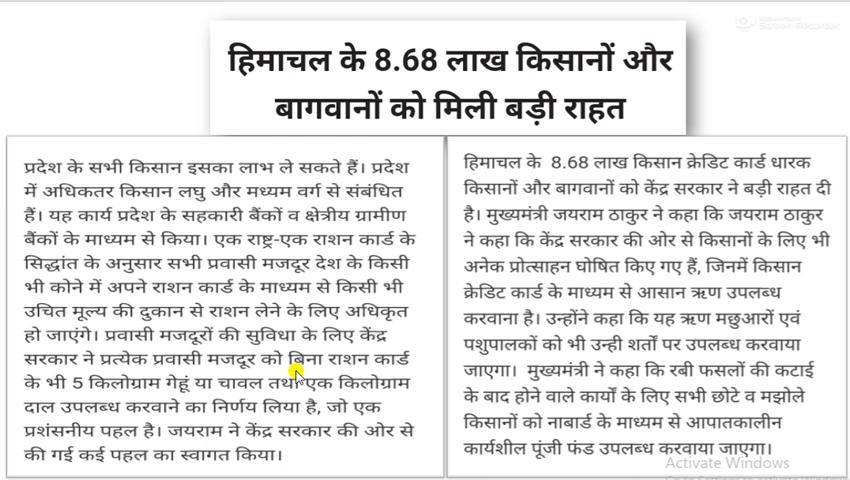 हिमाचल के 8.68 लाख किसानों और
बागवानों को मिली बड़ी राहत
प्रदेश के सभी किसान इसका लाभ ले सकते हैं। प्रदेश
में अधिकतर किसान लघु और मध्यम वर्ग से संबंधित
हैं। यह कार्य प्रदेश के सहकारी बैंकों व क्षेत्रीय ग्रामीण
बैंकों के माध्यम से किया। एक राष्ट्र-एक राशन कार्ड के
सिद्धांत के अनुसार सभी प्रवासी मजदूर देश के किसी
भी कोने में अपने राशन कार्ड के माध्यम से किसी भी
उचित मूल्य की दुकान से राशन लेने के लिए अधिकृत
हो जाएंगे। प्रवासी मजदूरों की सुविधा के लिए केंद्र
सरकार ने प्रत्येक प्रवासी मजदूर को बिना राशन कार्ड
के भी 5 किलोग्राम गेहूं या चावल तथा एक किलोग्राम
दाल उपलब्ध करवाने का निर्णय लिया है, जो एक
प्रशंसनीय पहल है। जयराम ने केंद्र सरकार की ओर से
की गई कई पहल का स्वागत किया।
हिमाचल के 8.68 लाख किसान क्रेडिट कार्ड धारक
किसानों और बागवानों को केंद्र सरकार ने बड़ी राहत दी
है। मुख्यमंत्री जयराम ठाकुर ने कहा कि जयराम ठाकुर
ने कहा कि केंद्र सरकार की ओर से किसानों के लिए भी
अनेक प्रोत्साहन घोषित किए गए हैं, जिनमें किसान
क्रेडिट कार्ड के माध्यम से आसान ऋण उपलब्ध
करवाना है। उन्होंने कहा कि यह ऋण मछुआरों एवं
पशुपालकों को भी उन्ही शर्तों पर उपलब्ध करवाया
जाएगा। मुख्यमंत्री ने कहा कि रबी फसलों की कटाई
के बाद होने वाले कार्यों के लिए सभी छोटे व मझोले
किसानों को नाबार्ड के माध्यम से आपातकालीन
कार्यशील पूंजी फंड उपलब्ध करवाया जाएगा।
Activate Windows